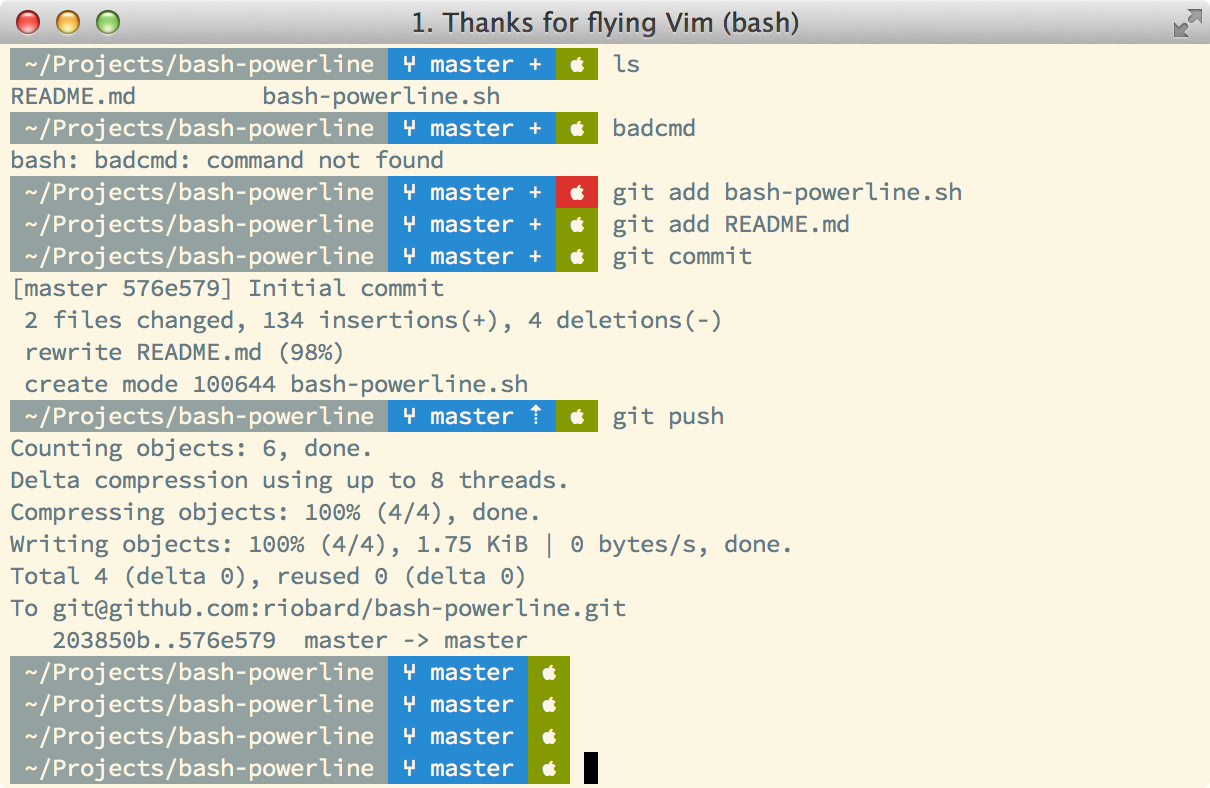 1. Thanks for flying Vim (bash)
~/Projects/bash-powerline ⑂ master +  ls
README.md         bash-powerline.sh
~/Projects/bash-powerline ⑂ master +  badcmd
bash: badcmd: command not found
~/Projects/bash-powerline ⑂ master +  git add bash-powerline.sh
~/Projects/bash-powerline ⑂ master +  git add README.md
~/Projects/bash-powerline ⑂ master +  git commit
[master 576e579] Initial commit
 2 files changed, 134 insertions(+), 4 deletions(-)
 rewrite README.md (98%)
 create mode 100644 bash-powerline.sh
~/Projects/bash-powerline ⑂ master ⇡  git push
Counting objects: 6, done.
Delta compression using up to 8 threads.
Compressing objects: 100% (4/4), done.
Writing objects: 100% (4/4), 1.75 KiB | 0 bytes/s, done.
Total 4 (delta 0), reused 0 (delta 0)
To git@github.com:riobard/bash-powerline.git
   203850b..576e579  master -> master
~/Projects/bash-powerline ⑂ master 
~/Projects/bash-powerline ⑂ master 
~/Projects/bash-powerline ⑂ master 
~/Projects/bash-powerline ⑂ master